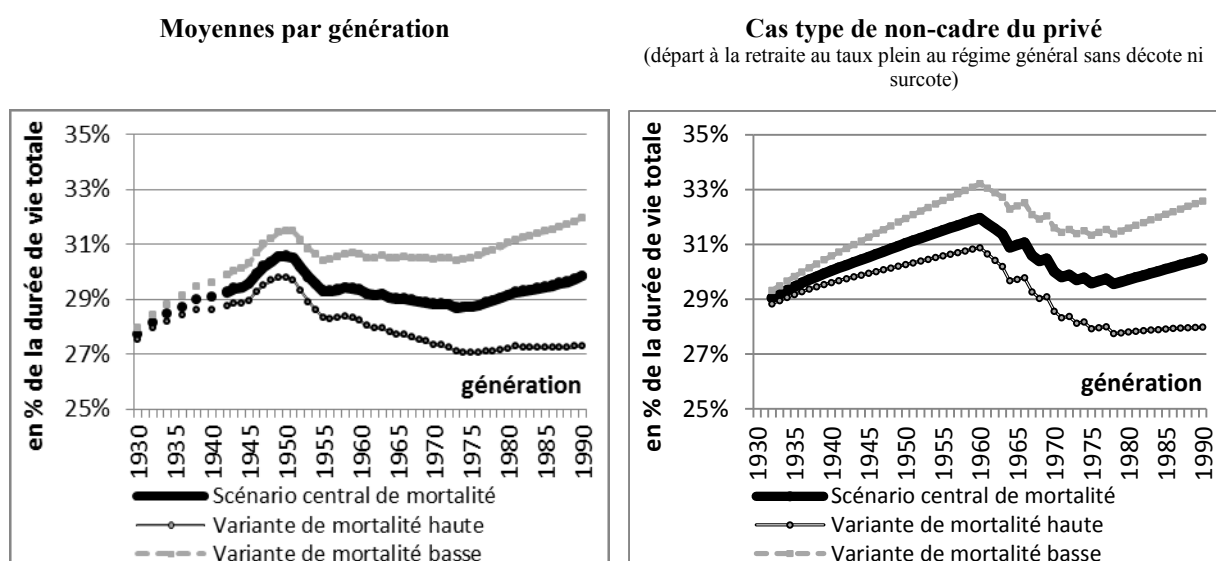 Moyennes par génération
Cas type de non-cadre du privé
(départ à la retraite au taux plein au régime général sans décote ni
surcote)
en % de la durée de vie totale
35%
33%
31%
29%
27%
25%
génération
1930
1935
1940
1945
1950
1955
1960
1965
1970
1975
1980
1985
1990
Scénario central de mortalité
Variante de mortalité haute
Variante de mortalité basse
en % de la durée de vie totale
35%
33%
31%
29%
27%
25%
génération
1930
1935
1940
1945
1950
1955
1960
1965
1970
1975
1980
1985
1990
Scénario central de mortalité
Variante de mortalité haute
Variante de mortalité basse